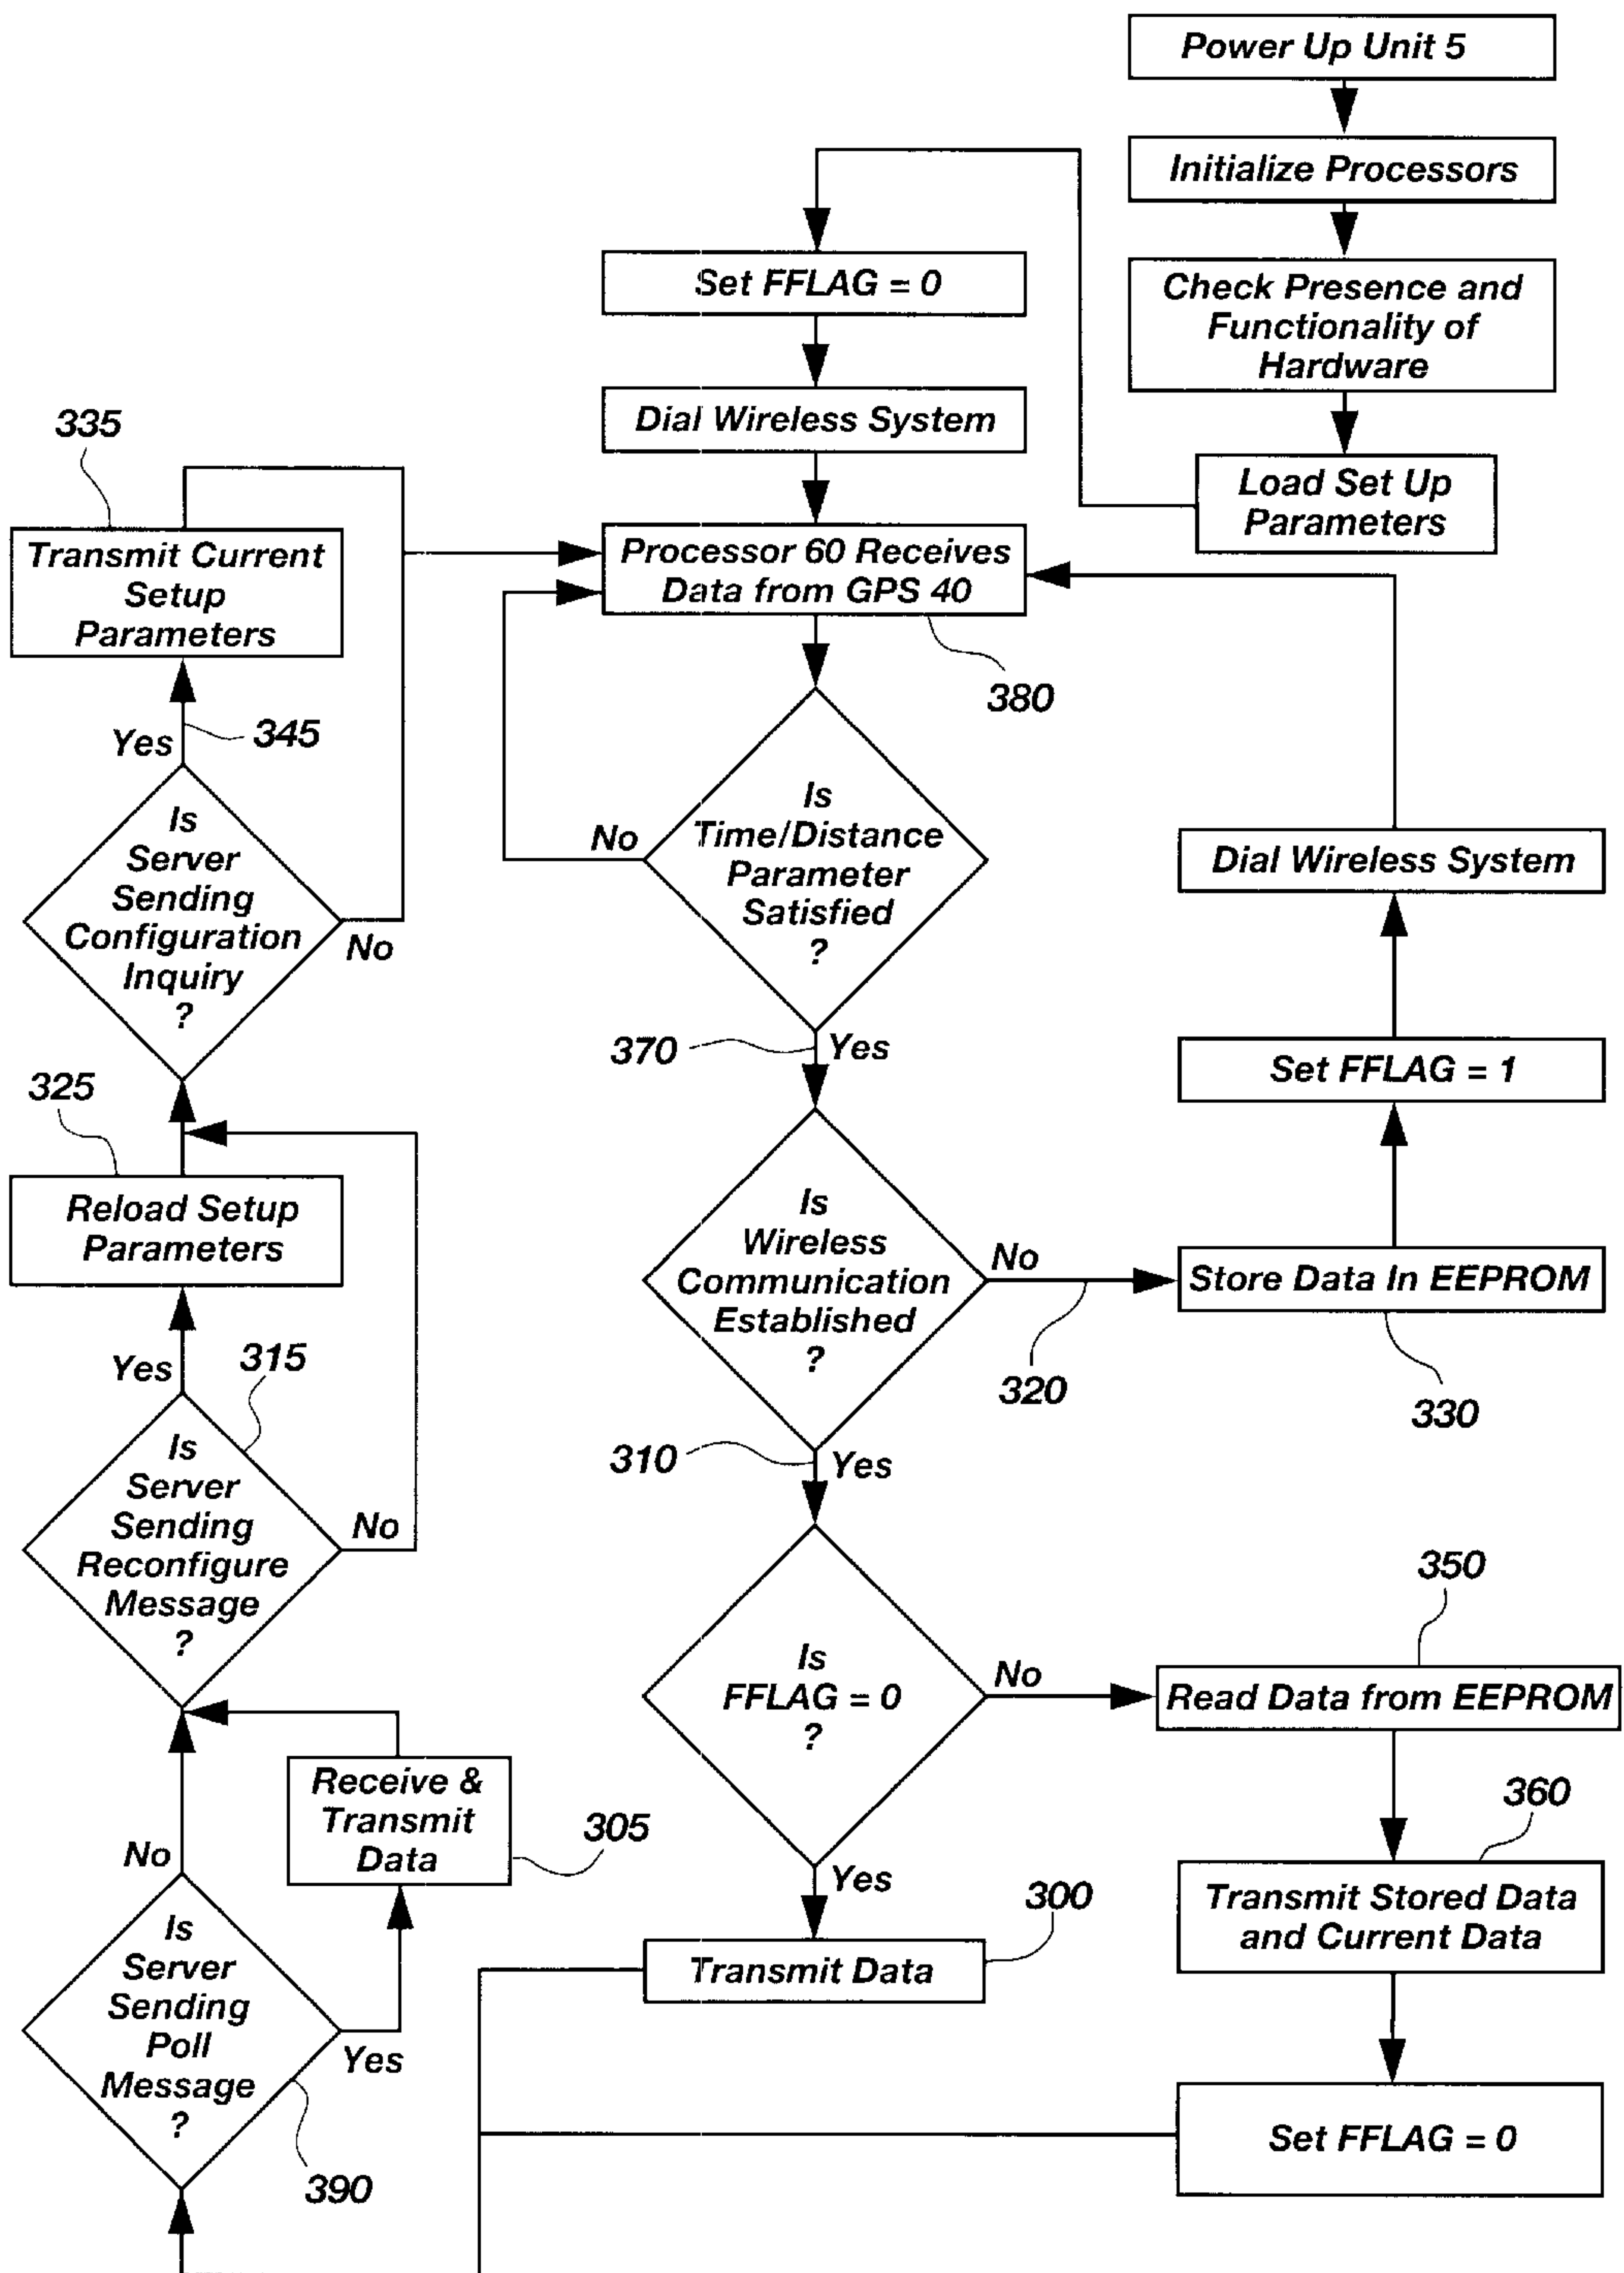 Power Up Unit 5
Initialize Processors
Check Presence and
Functionality of
Hardware
Load Set Up
Parameters
Set FFLAG = 0
Dial Wireless System
Processor 60 Receives
Data from GPS 40
380
Is
Time/Distance
Parameter
Satisfied
?
No
370
Yes
Is
Wireless
Communication
Established
?
No
320
Store Data In EEPROM
330
Set FFLAG = 1
Dial Wireless System
310
Yes
Is
FFLAG = 0
?
No
350
Read Data from EEPROM
360
Transmit Stored Data
and Current Data
Set FFLAG = 0
Yes
300
Transmit Data
335
Transmit Current
Setup
Parameters
Yes
345
Is
Server
Sending
Configuration
Inquiry
?
No
325
Reload Setup
Parameters
Yes
315
Is
Server
Sending
Reconfigure
Message
?
No
Receive &
Transmit
Data
305
No
Is
Server
Sending
Poll
Message
?
Yes
390